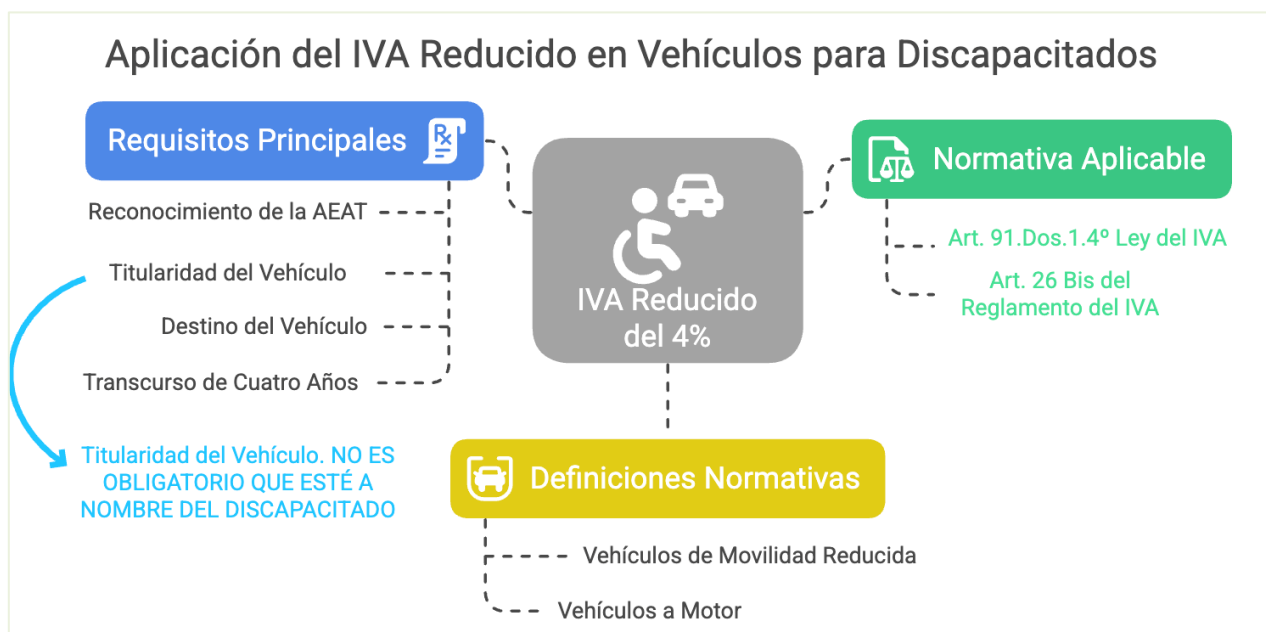 Aplicación del IVA Reducido en Vehículos para Discapacitados
Requisitos Principales
Reconocimiento de la AEAT
Titularidad del Vehículo
Destino del Vehículo
Transcurso de Cuatro Años
Titularidad del Vehículo. NO ES
OBLIGATORIO QUE ESTÉ A
NOMBRE DEL DISCAPACITADO
IVA Reducido
del 4%
Normativa Aplicable
Art. 91.Dos.1.4º Ley del IVA
Art. 26 Bis del
Reglamento del IVA
Definiciones Normativas
Vehículos de Movilidad Reducida
Vehículos a Motor